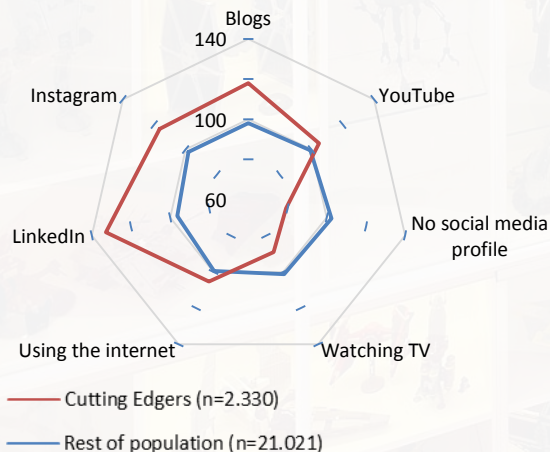 Blogs
140
Instagram
YouTube
100
60
LinkedIn
No social media
profile
Using the internet
Watching TV
Cutting Edgers (n=2.330)
Rest of population (n=21.021)